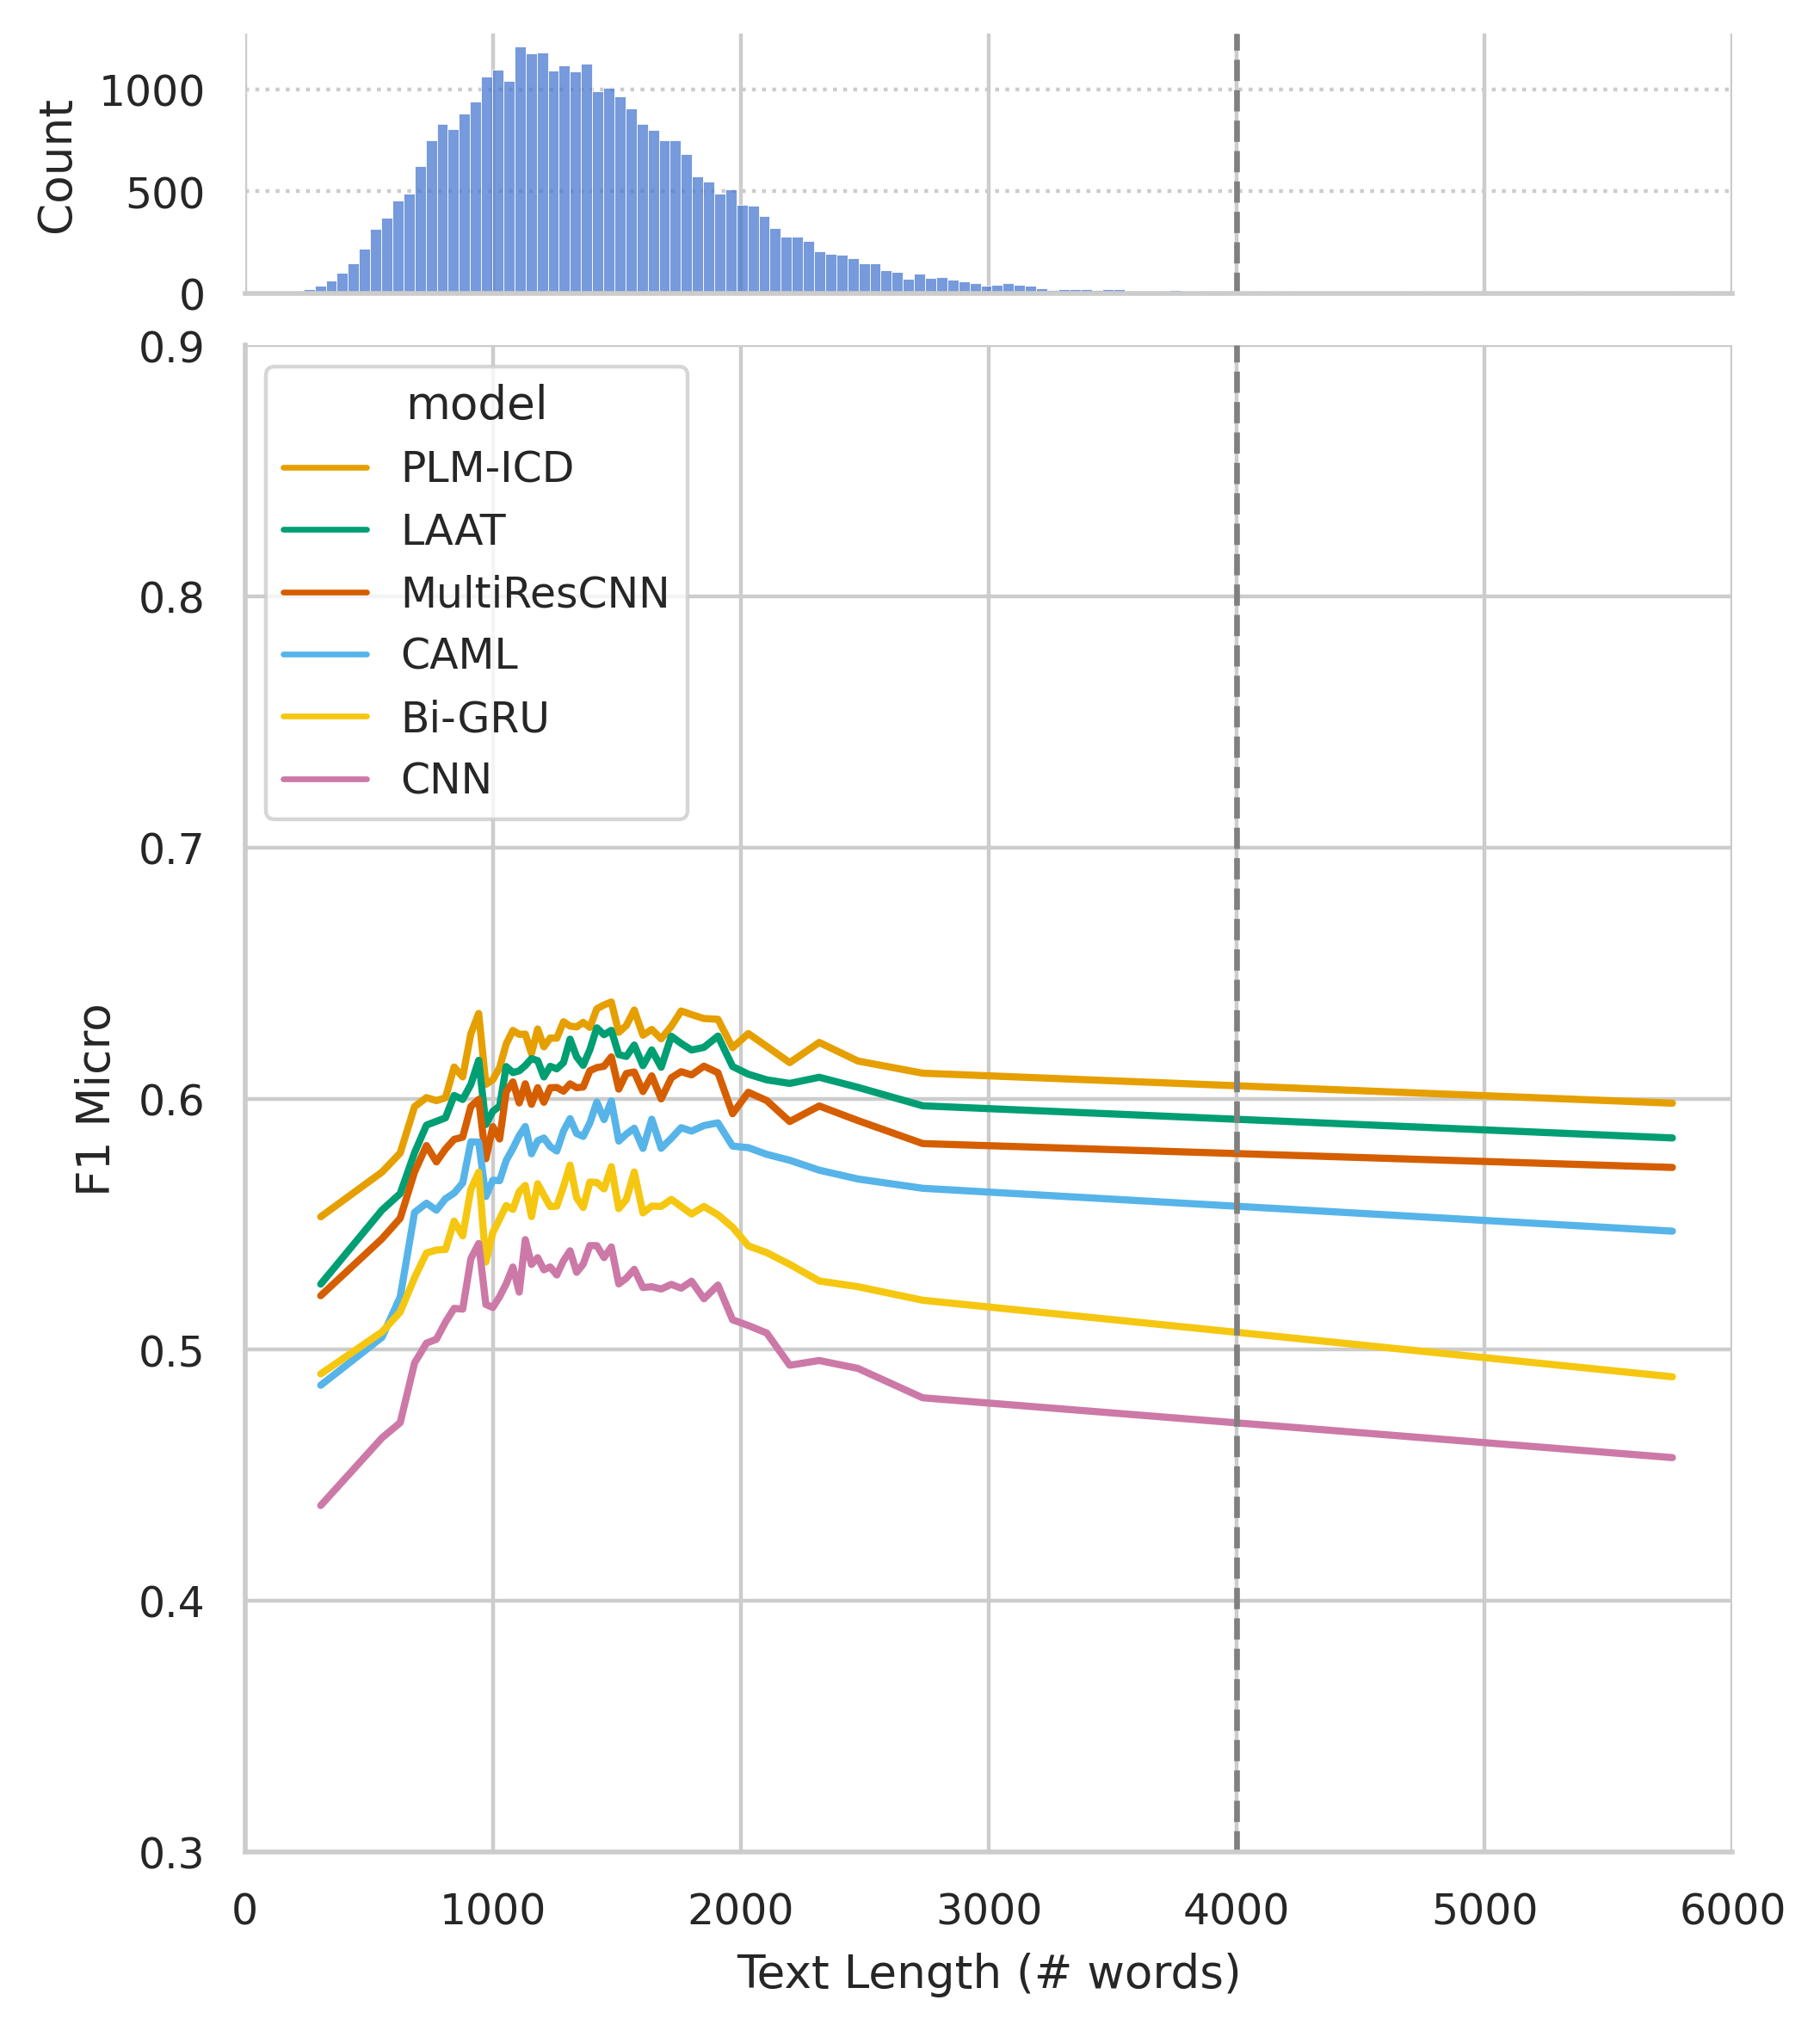 Count
1000
500
0
0.9
0.8
0.7
0.6
0.5
0.4
0.3
F1 Micro
model
PLM-ICD
LAAT
MultiResCNN
CAML
Bi-GRU
CNN
0 1000 2000 3000 4000 5000 6000
Text Length (# words)